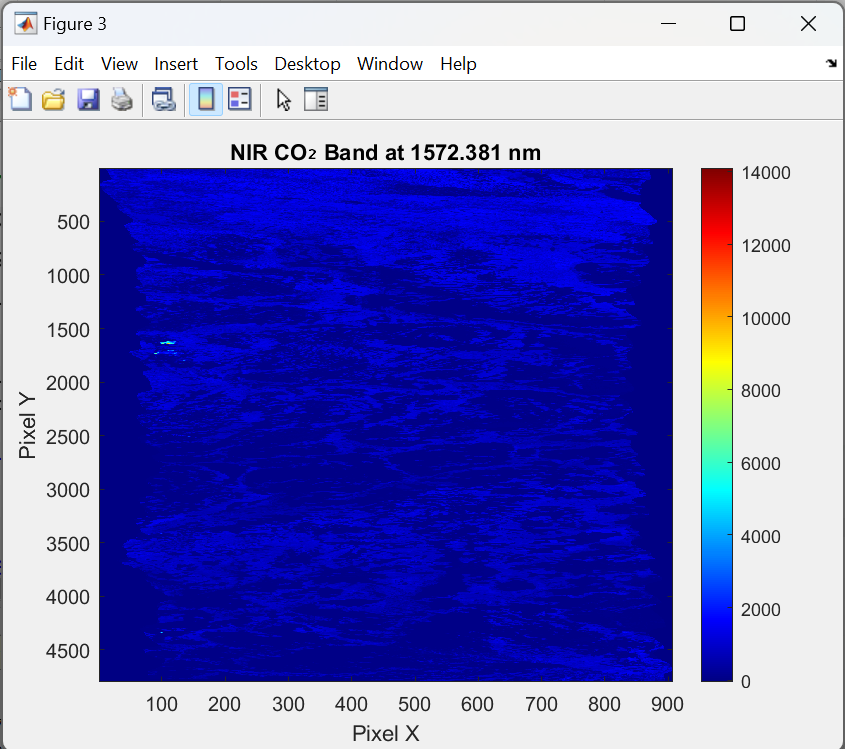 Figure 3
File Edit View Insert Tools Desktop Window Help
NIR CO₂ Band at 1572.381 nm
500
1000
1500
2000
2500
3000
3500
4000
4500
Pixel Y
100 200 300 400 500 600 700 800 900
Pixel X
14000
12000
10000
8000
6000
4000
2000
0